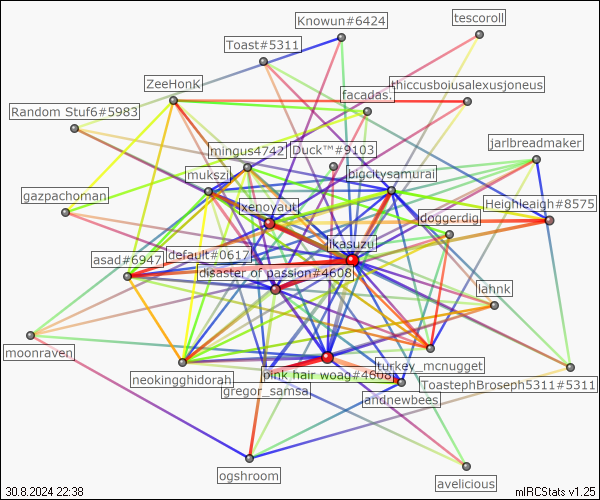 Knowun#6424
tescoroll
Toast#5311
ZeeHonK
thiccusboiusalexusjoneus
facadas.
Random Stuf6#5983
mingus4742
Duck™#9103
jarlbreadmaker
mukszi
bigcitysamurai
gazpachoman
xenoyaut
Heighleaigh#8575
doggerdig
ikasuzu
asad#6947
default#0617
disaster of passion#4608
lahnk
moonraven
turkey_mcnugget
neokingghidorah
pink hair woag#4608
ToastephBroseph5311#5311
gregor_samsa
andnewbees
ogshroom
avelicious
30.8.2024 22:38
mIRCStats v1.25